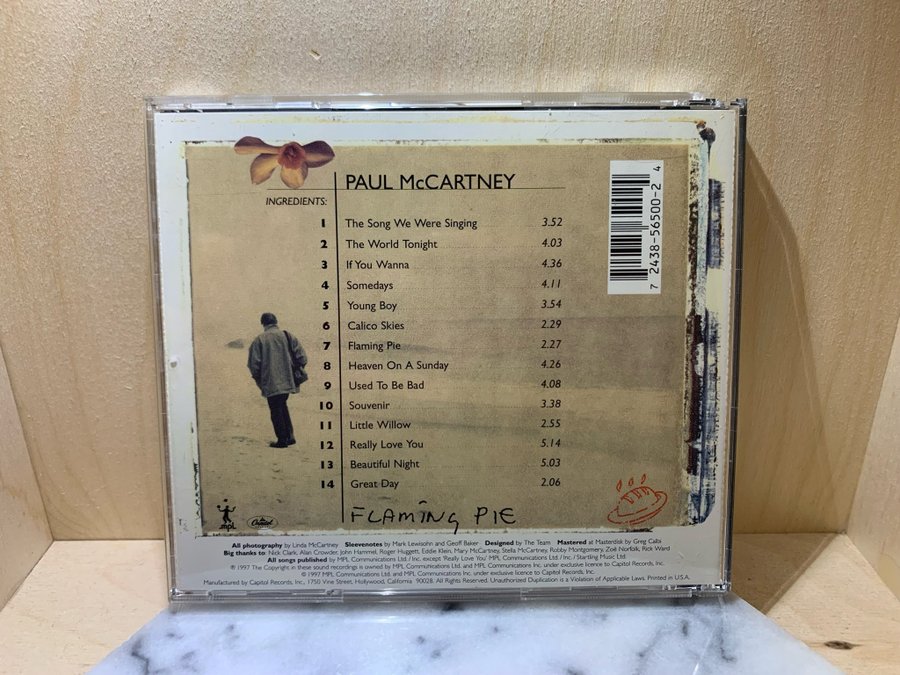 PAUL McCARTNEY
INGREDIENTS:
1 The Song We Were Singing 3.52
2 The World Tonight 4.03
3 If You Wanna 4.36
4 Somedays 4.11
5 Young Boy 3.54
6 Calico Skies 2.29
7 Flaming Pie 2.27
8 Heaven On A Sunday 4.26
9 Used To Be Bad 4.08
10 Souvenir 3.38
11 Little Willow 2.55
12 Really Love You 5.14
13 Beautiful Night 5.03
14 Great Day 2.06
7 2438-56500-2 4
mpl
Capitol
FLAMING PIE
All photography by Linda McCartney Sleevenotes by Mark Lewisohn and Geoff Baker Designed by The Team Mastered at Masterdisk by Greg Calbi
Big thanks to: Nick Clark, Alan Crowder, John Hammel, Roger Huggett, Eddie Klein, Mary McCartney, Stella McCartney, Robby Montgomery, Zoë Norfolk, Rick Ward
All songs published by MPL Communications Ltd / Inc. except 'Really Love You' MPL Communications Ltd / Inc. / Startling Music Ltd
℗ 1997 The Copyright in these sound recordings is owned by MPL Communications Ltd. and MPL Communications Inc. under exclusive licence to Capitol Records, Inc.
© 1997 MPL Communications Ltd. and MPL Communications Inc. under exclusive licence to Capitol Records, Inc.
Manufactured by Capitol Records, Inc., 1750 Vine Street, Hollywood, California 90028. All Rights Reserved. Unauthorized Duplication is a Violation of Applicable Laws. Printed in U.S.A.